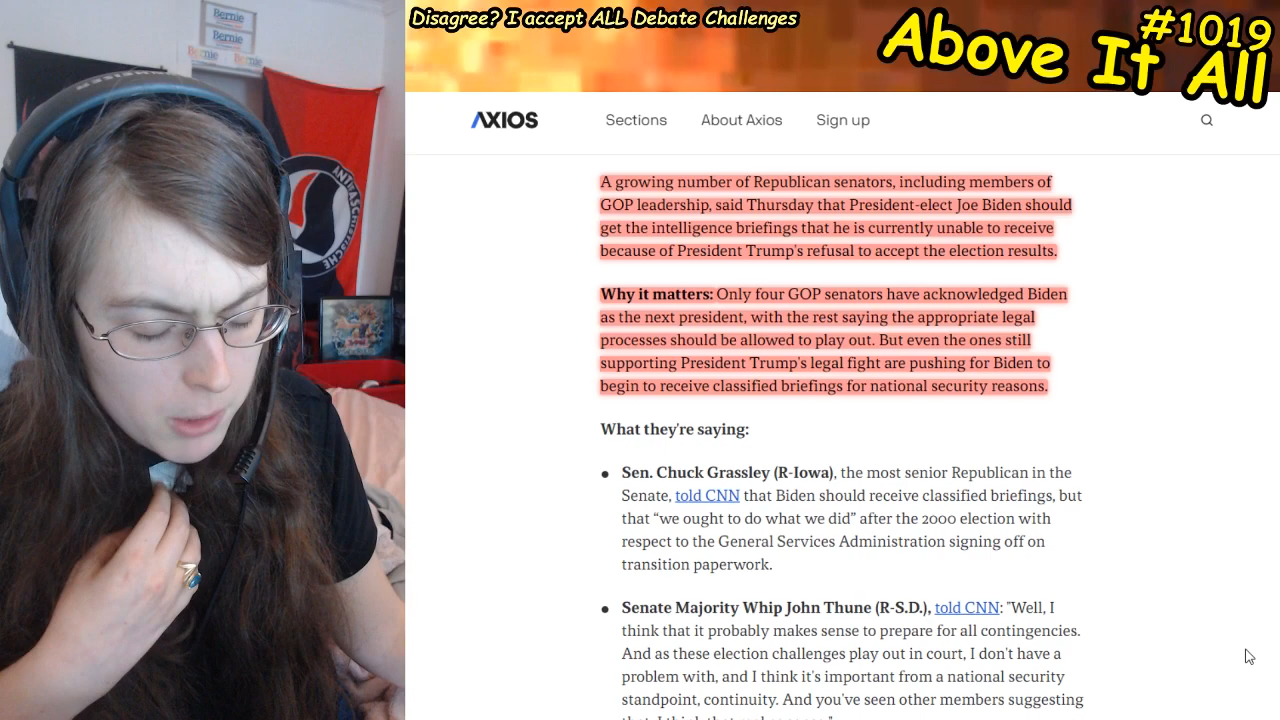 Bernie
Bernie
Bernie
ANTIFASCHISTISCHE
Disagree? I accept ALL Debate Challenges
#1019
Above It All
AXIOS
Sections
About Axios
Sign up
A growing number of Republican senators, including members of
GOP leadership, said Thursday that President-elect Joe Biden should
get the intelligence briefings that he is currently unable to receive
because of President Trump's refusal to accept the election results.
Why it matters: Only four GOP senators have acknowledged Biden
as the next president, with the rest saying the appropriate legal
processes should be allowed to play out. But even the ones still
supporting President Trump's legal fight are pushing for Biden to
begin to receive classified briefings for national security reasons.
What they're saying:
• Sen. Chuck Grassley (R-Iowa), the most senior Republican in the
Senate, told CNN that Biden should receive classified briefings, but
that “we ought to do what we did” after the 2000 election with
respect to the General Services Administration signing off on
transition paperwork.
• Senate Majority Whip John Thune (R-S.D.), told CNN: "Well, I
think that it probably makes sense to prepare for all contingencies.
And as these election challenges play out in court, I don't have a
problem with, and I think it's important from a national security
standpoint, continuity. And you've seen other members suggesting